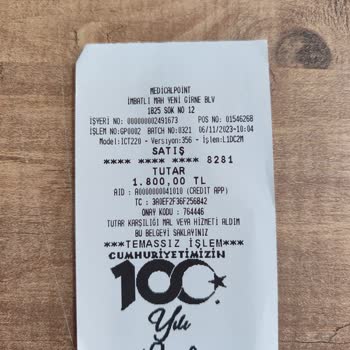 MEDICALPOINT
İMBATLI MAH YENİ GİRNE BLV
1825 SOK NO 12
İŞYERİ NO: 000000002491673 POS NO: 01546268
İŞLEM NO:GP0002 BATCH NO:0321 06/11/2023-10:04
Model:ICT220 - Versiyon:356 - İşlem:L1DC2M
SATIŞ
**** **** **** 8281
TUTAR
1.800,00 TL
AID : A0000000041010 (CREDIT APP)
TC : 3A0EF2F36F256842
ONAY KODU : 764446
TUTAR KARŞILIĞI MAL VEYA HİZMETİ ALDIM
BU BELGEYİ SAKLAYINIZ
***TEMASSIZ İŞLEM***
CUMHURİYETİMİZİN
100.
Yılı